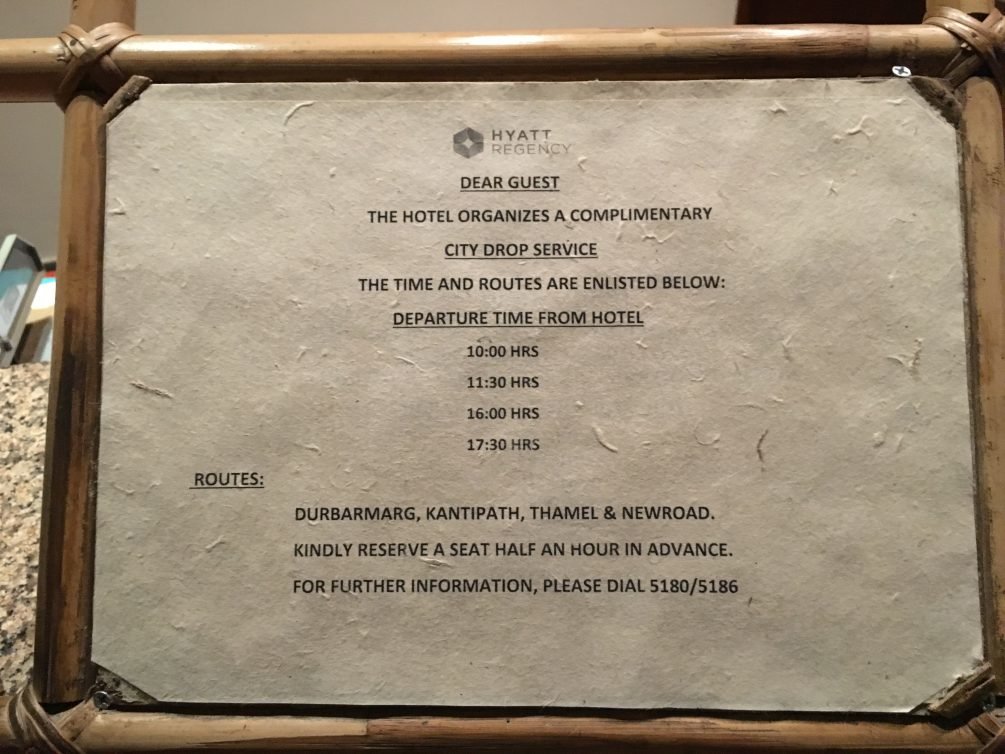 HYATT
REGENCY
DEAR GUEST
THE HOTEL ORGANIZES A COMPLIMENTARY
CITY DROP SERVICE
THE TIME AND ROUTES ARE ENLISTED BELOW:
DEPARTURE TIME FROM HOTEL
10:00 HRS
11:30 HRS
16:00 HRS
17:30 HRS
ROUTES:
DURBARMARG, KANTIPATH, THAMEL & NEWROAD.
KINDLY RESERVE A SEAT HALF AN HOUR IN ADVANCE.
FOR FURTHER INFORMATION, PLEASE DIAL 5180/5186